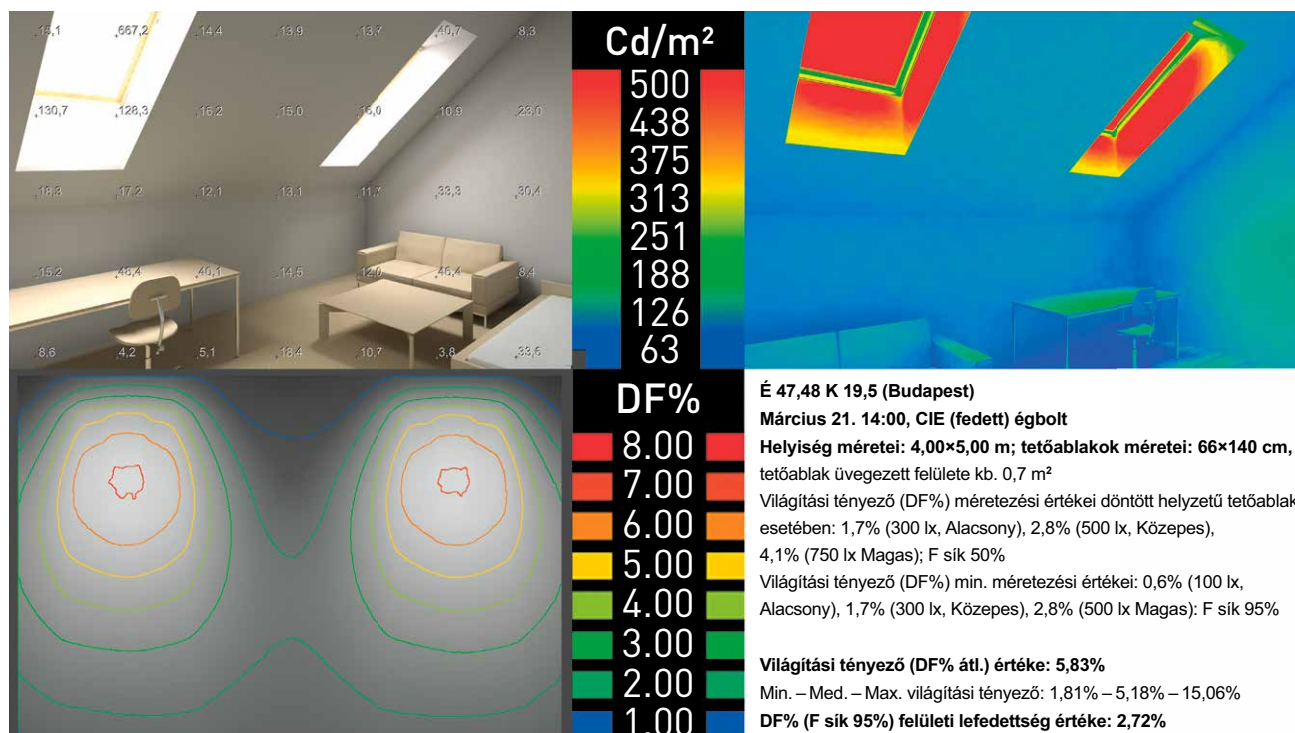 15,1 667,2 14,4 13,9 13,7 40,7 8,3
130,7 128,3 16,2 15,0 16,0 10,9 23,0
18,3 17,2 12,1 13,1 11,7 33,3 30,4
15,2 46,4 40,1 14,5 12,0 46,4 8,4
8,6 4,2 5,1 18,4 10,7 3,8 33,6
Cd/m²
500
438
375
313
251
188
126
63
DF%
8.00
7.00
6.00
5.00
4.00
3.00
2.00
1.00
É 47,48 K 19,5 (Budapest)
Március 21. 14:00, CIE (fedett) égbolt
Helyiség méretei: 4,00×5,00 m; tetőablakok méretei: 66×140 cm,
tetőablak üvegezett felülete kb. 0,7 m²
Világítási tényező (DF%) méretezési értékei döntött helyzetű tetőablak
esetében: 1,7% (300 lx, Alacsony), 2,8% (500 lx, Közepes),
4,1% (750 lx Magas); F sík 50%
Világítási tényező (DF%) min. méretezési értékei: 0,6% (100 lx,
Alacsony), 1,7% (300 lx, Közepes), 2,8% (500 lx Magas): F sík 95%
Világítási tényező (DF% átl.) értéke: 5,83%
Min. – Med. – Max. világítási tényező: 1,81% – 5,18% – 15,06%
DF% (F sík 95%) felületi lefedettség értéke: 2,72%